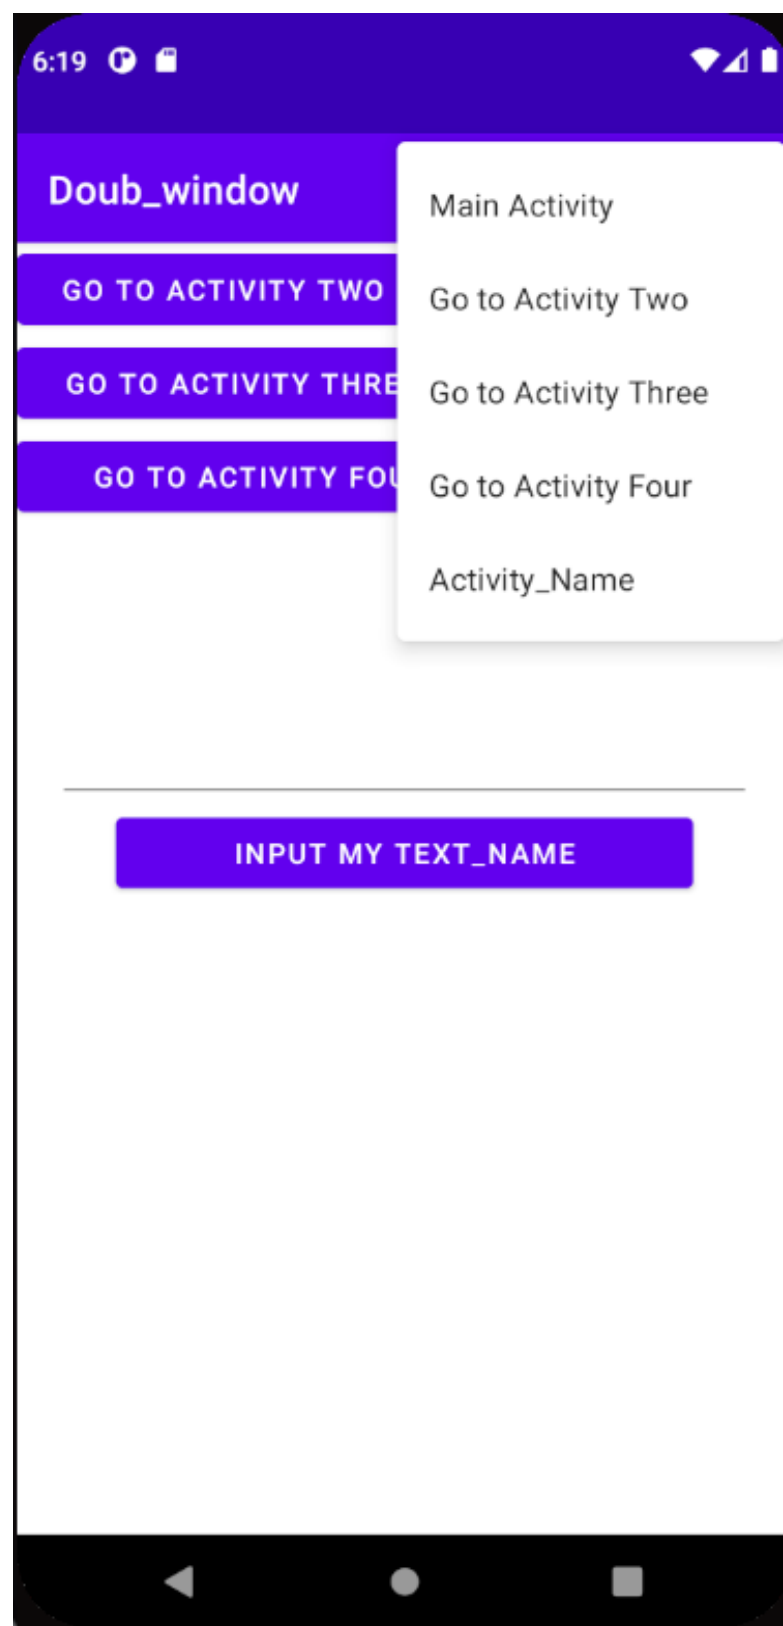 6:19
Doub_window
Main Activity
GO TO ACTIVITY TWO
Go to Activity Two
GO TO ACTIVITY THRE
Go to Activity Three
GO TO ACTIVITY FOU
Go to Activity Four
Activity_Name
INPUT MY TEXT_NAME